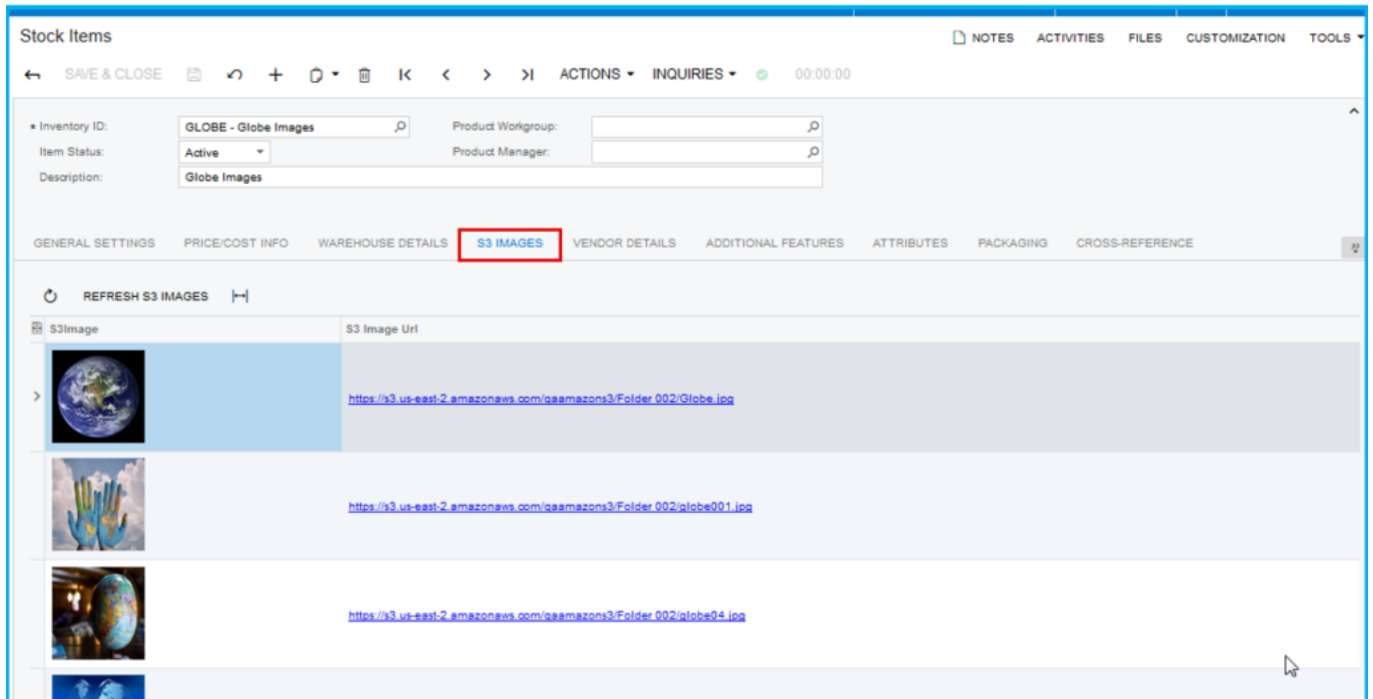 Stock Items
NOTES ACTIVITIES FILES CUSTOMIZATION TOOLS
SAVE & CLOSE ACTIONS INQUIRIES 00:00:00
* Inventory ID: GLOBE - Globe Images Product Workgroup:
Item Status: Active Product Manager:
Description: Globe Images
GENERAL SETTINGS PRICE/COST INFO WAREHOUSE DETAILS S3 IMAGES VENDOR DETAILS ADDITIONAL FEATURES ATTRIBUTES PACKAGING CROSS-REFERENCE
REFRESH S3 IMAGES
S3Image S3 Image Url
https://s3.us-east-2.amazonaws.com/qaamazons3/Folder 002/Globe.jpg
https://s3.us-east-2.amazonaws.com/qaamazons3/Folder 002/globe001.jpg
https://s3.us-east-2.amazonaws.com/qaamazons3/Folder 002/globe04.jpg